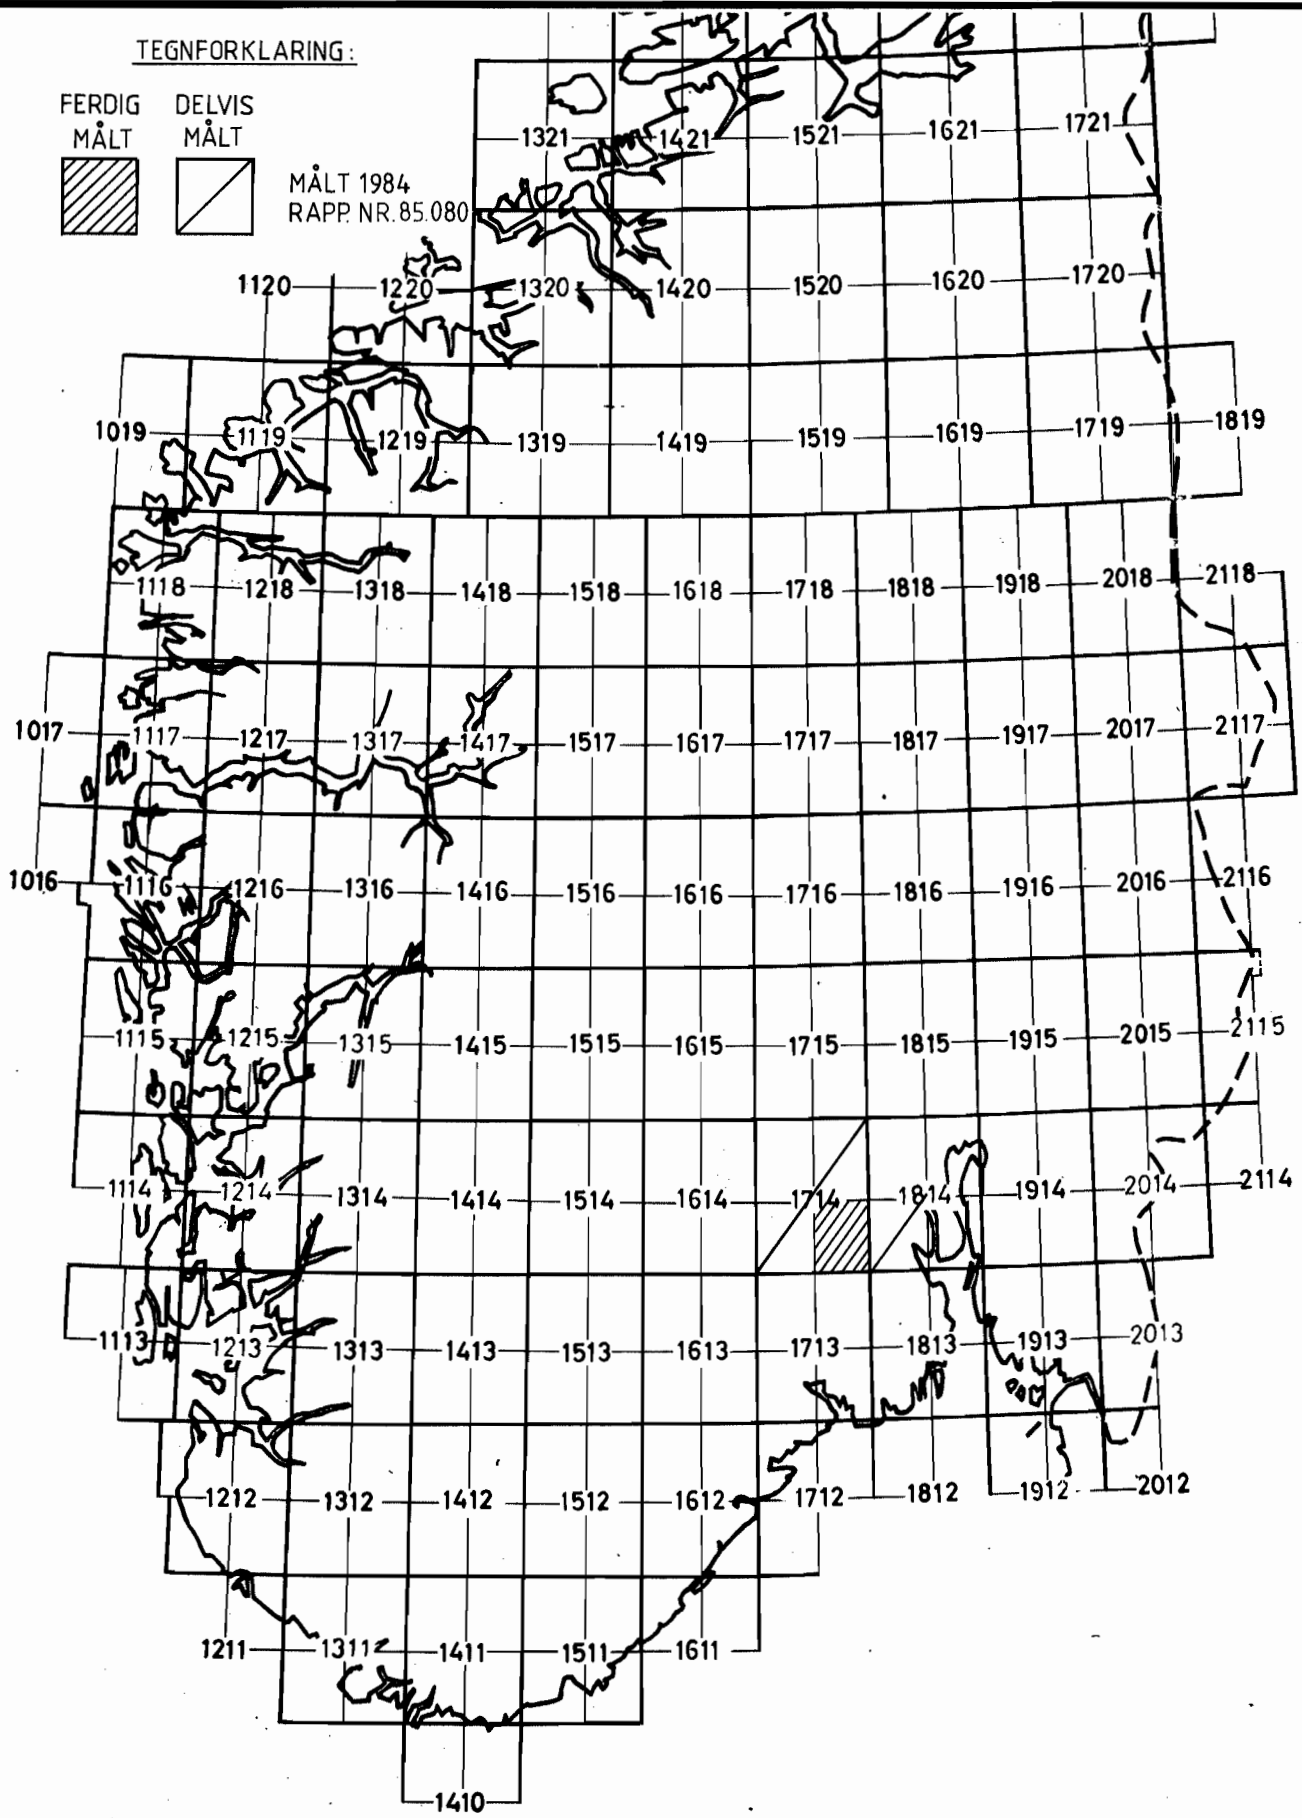 TEGNFORKLARING:
FERDIG MÅLT
DELVIS MÅLT
MÅLT 1984
RAPP. NR. 85.080
1321 1421 1521 1621 1721
1120 1220 1320 1420 1520 1620 1720
1019 1119 1219 1319 1419 1519 1619 1719 1819
1118 1218 1318 1418 1518 1618 1718 1818 1918 2018 2118
1017 1117 1217 1317 1417 1517 1617 1717 1817 1917 2017 2117
1016 1116 1216 1316 1416 1516 1616 1716 1816 1916 2016 2116
1115 1215 1315 1415 1515 1615 1715 1815 1915 2015 2115
1114 1214 1314 1414 1514 1614 1714 1814 1914 2014 2114
1113 1213 1313 1413 1513 1613 1713 1813 1913 2013
1212 1312 1412 1512 1612 1712 1812 1912 2012
1211 1311 1411 1511 1611
1410